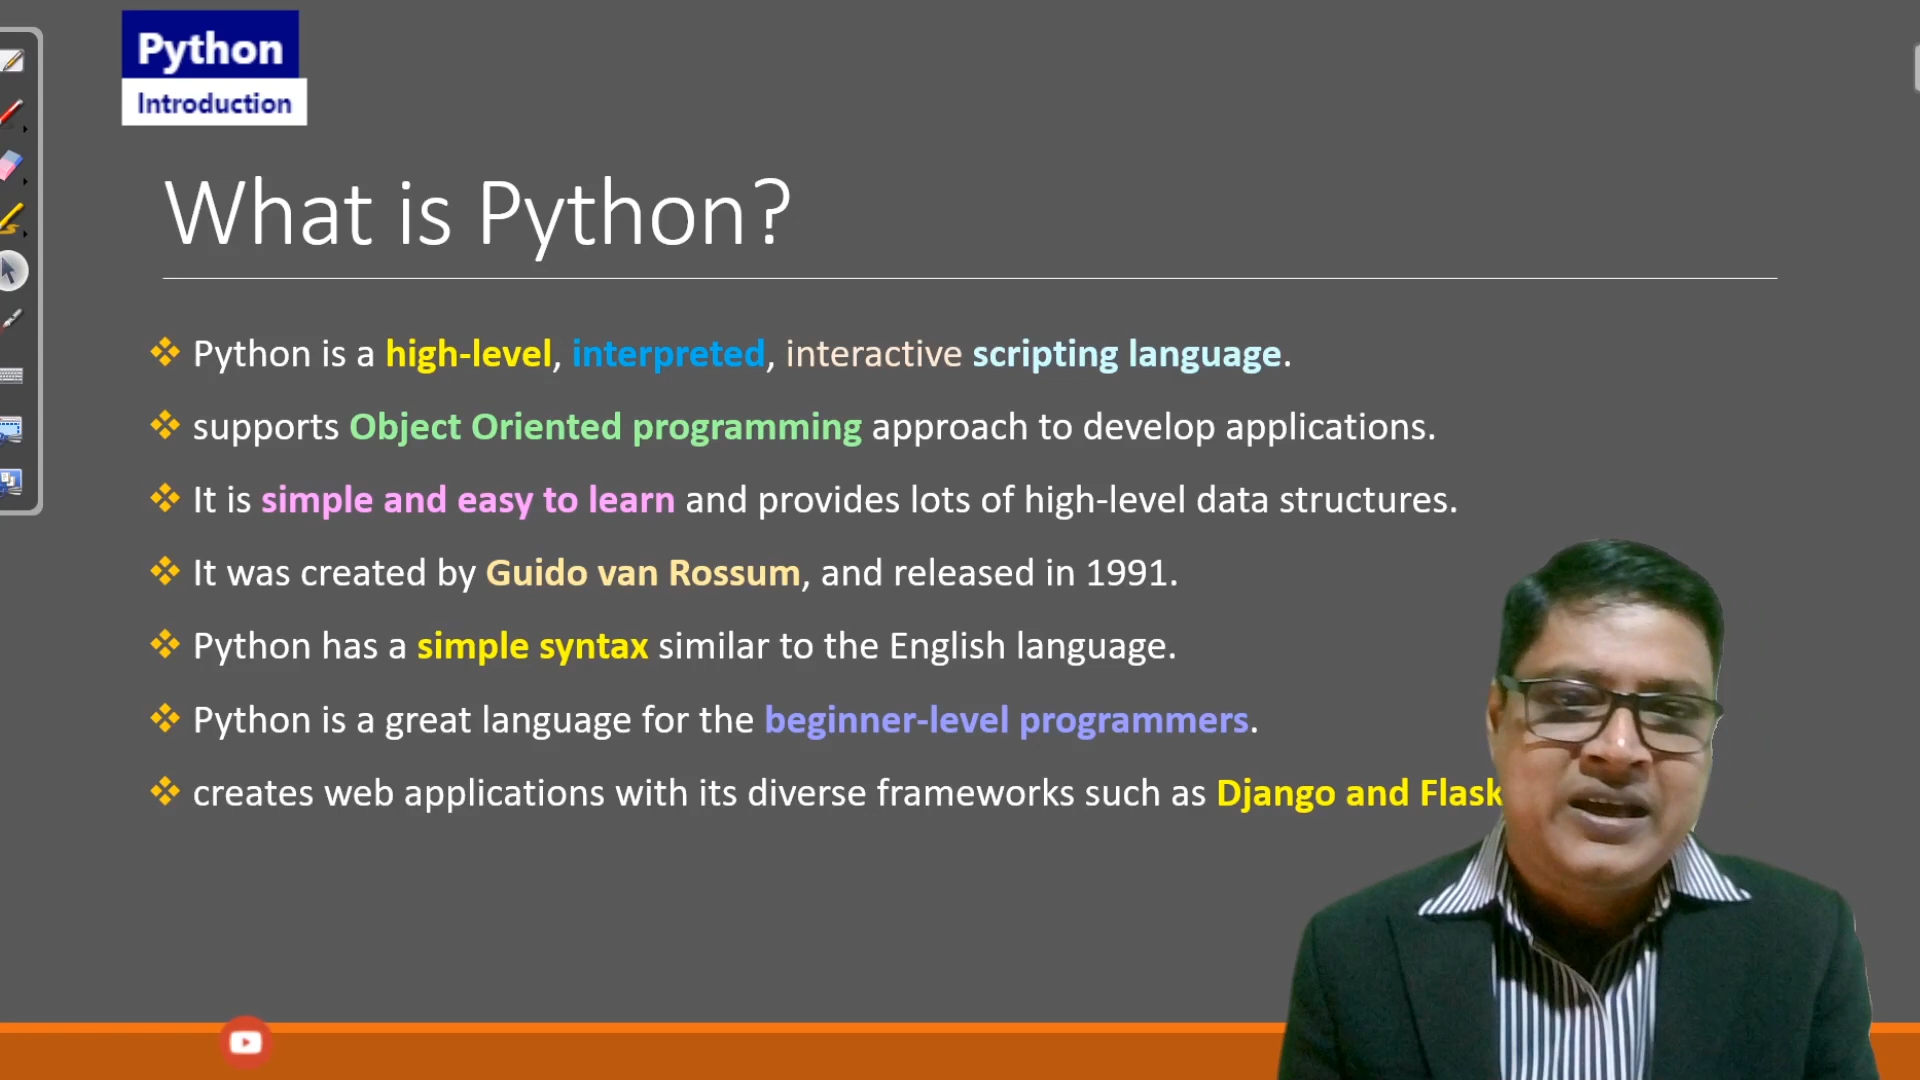 Python
Introduction
What is Python?
Python is a high-level, interpreted, interactive scripting language.
supports Object Oriented programming approach to develop applications.
It is simple and easy to learn and provides lots of high-level data structures.
It was created by Guido van Rossum, and released in 1991.
Python has a simple syntax similar to the English language.
Python is a great language for the beginner-level programmers.
creates web applications with its diverse frameworks such as Django and Flask